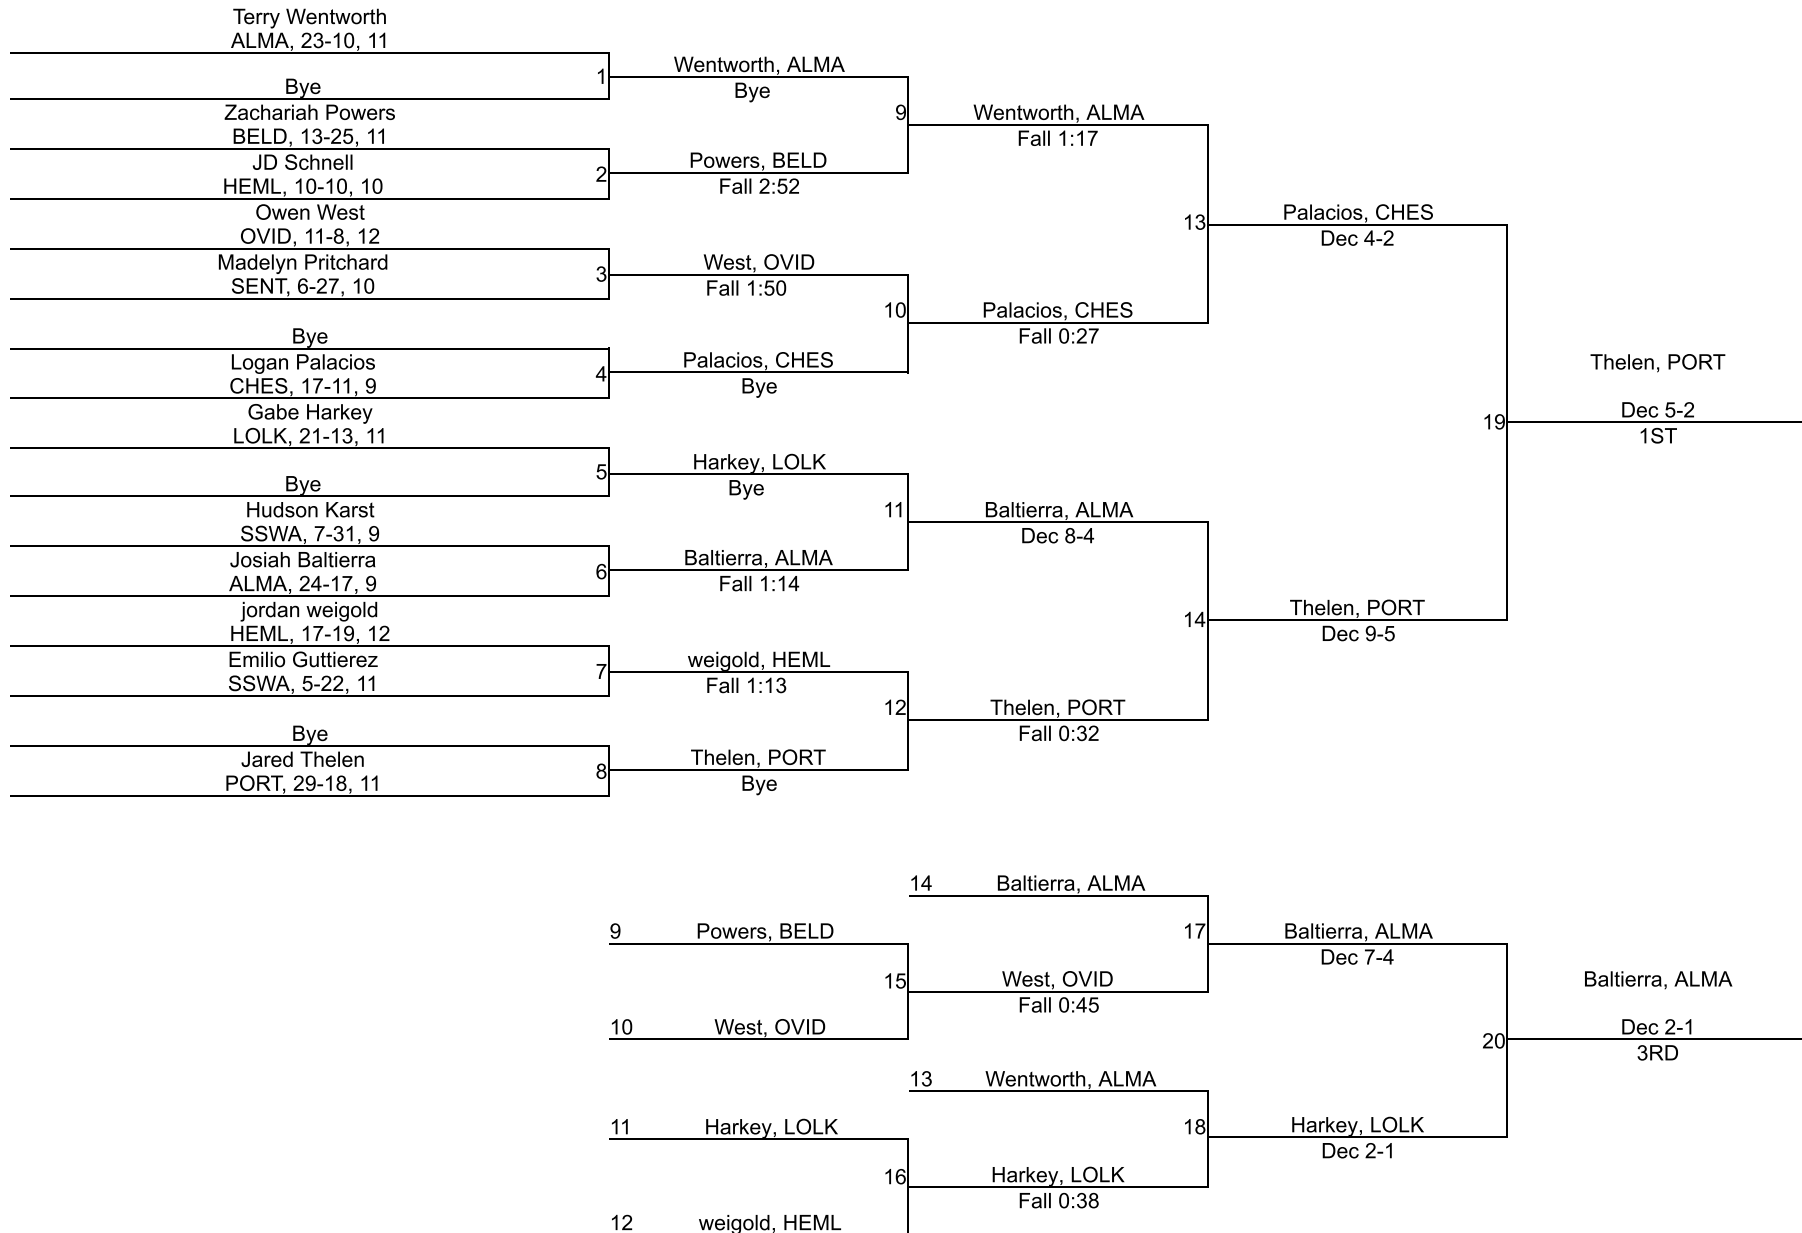 Terry Wentworth
ALMA, 23-10, 11
Bye
Zachariah Powers
BELD, 13-25, 11
JD Schnell
HEML, 10-10, 10
Owen West
OVID, 11-8, 12
Madelyn Pritchard
SENT, 6-27, 10
Bye
Logan Palacios
CHES, 17-11, 9
Gabe Harkey
LOLK, 21-13, 11
Bye
Hudson Karst
SSWA, 7-31, 9
Josiah Baltierra
ALMA, 24-17, 9
jordan weigold
HEML, 17-19, 12
Emilio Guttierez
SSWA, 5-22, 11
Bye
Jared Thelen
PORT, 29-18, 11
1
2
3
4
5
6
7
8
Wentworth, ALMA
Bye
Powers, BELD
Fall 2:52
West, OVID
Fall 1:50
Palacios, CHES
Bye
Harkey, LOLK
Bye
Baltierra, ALMA
Fall 1:14
weigold, HEML
Fall 1:13
Thelen, PORT
Bye
9
10
11
12
Wentworth, ALMA
Fall 1:17
Palacios, CHES
Fall 0:27
Baltierra, ALMA
Dec 8-4
Thelen, PORT
Fall 0:32
13
14
Palacios, CHES
Dec 4-2
Thelen, PORT
Dec 9-5
19
Thelen, PORT
Dec 5-2
1ST
9 Powers, BELD
10 West, OVID
11 Harkey, LOLK
12 weigold, HEML
15
16
14 Baltierra, ALMA
West, OVID
Fall 0:45
13 Wentworth, ALMA
Harkey, LOLK
Fall 0:38
17
18
Baltierra, ALMA
Dec 7-4
Harkey, LOLK
Dec 2-1
20
Baltierra, ALMA
Dec 2-1
3RD